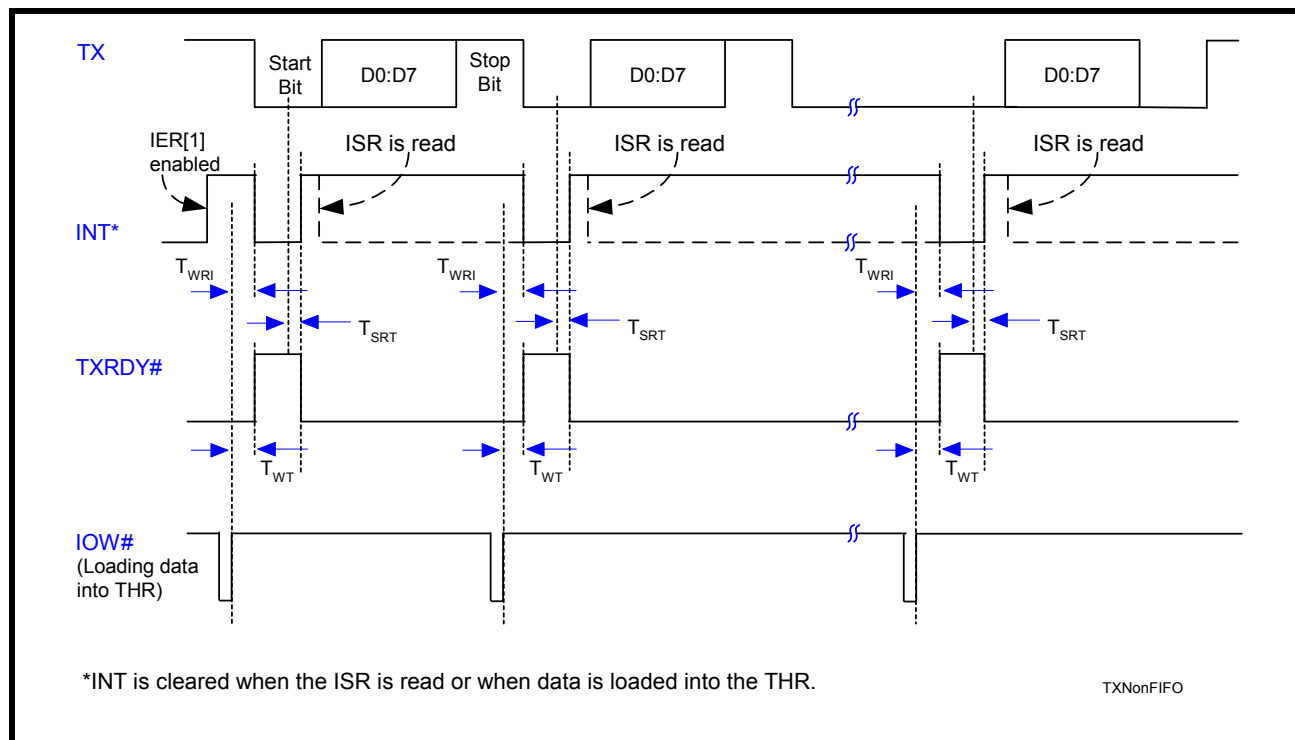 TX
Start
Bit
D0:D7
Stop
Bit
D0:D7
D0:D7
IER[1]
enabled
ISR is read
ISR is read
ISR is read
INT*
TWRI
TWRI
TWRI
TSRT
TSRT
TSRT
TXRDY#
TWT
TWT
TWT
IOW#
(Loading data
into THR)
*INT is cleared when the ISR is read or when data is loaded into the THR.
TXNonFIFO